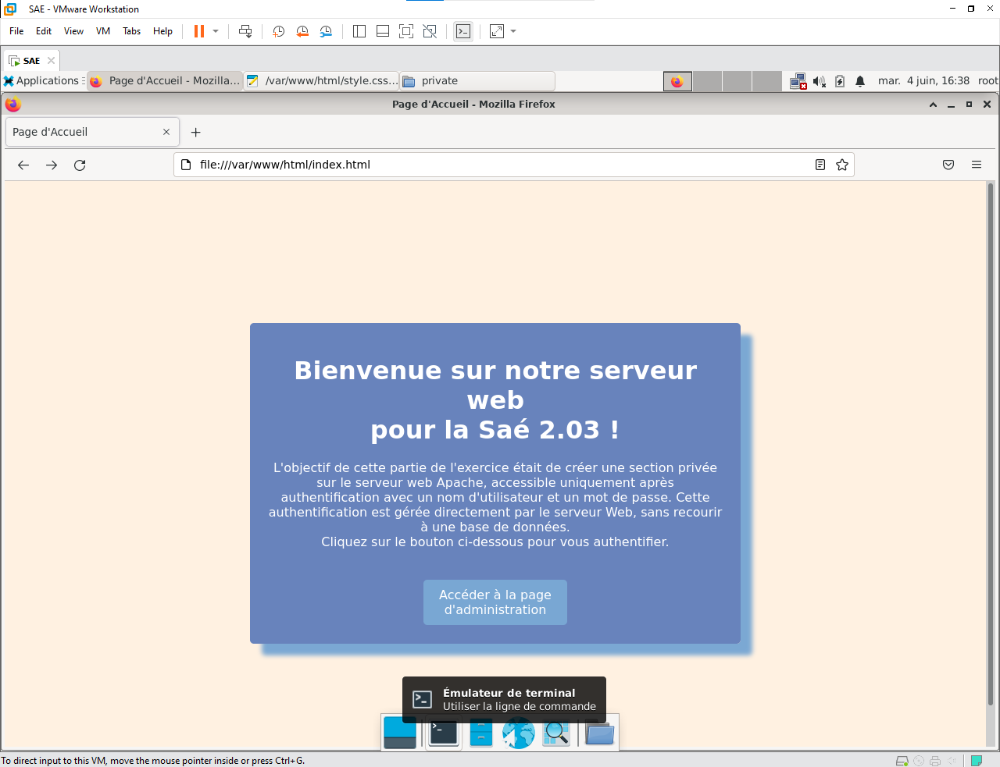 SAE - VMware Workstation
File Edit View VM Tabs Help
SAE
Applications Page d'Accueil - Mozilla... /var/www/html/style.css... private mar. 4 juin, 16:38 root
Page d'Accueil - Mozilla Firefox
Page d'Accueil
file:///var/www/html/index.html
Bienvenue sur notre serveur
web
pour la Saé 2.03 !
L'objectif de cette partie de l'exercice était de créer une section privée
sur le serveur web Apache, accessible uniquement après
authentification avec un nom d'utilisateur et un mot de passe. Cette
authentification est gérée directement par le serveur Web, sans recourir
à une base de données.
Cliquez sur le bouton ci-dessous pour vous authentifier.
Accéder à la page
d'administration
Émulateur de terminal
Utiliser la ligne de commande
To direct input to this VM, move the mouse pointer inside or press Ctrl+G.